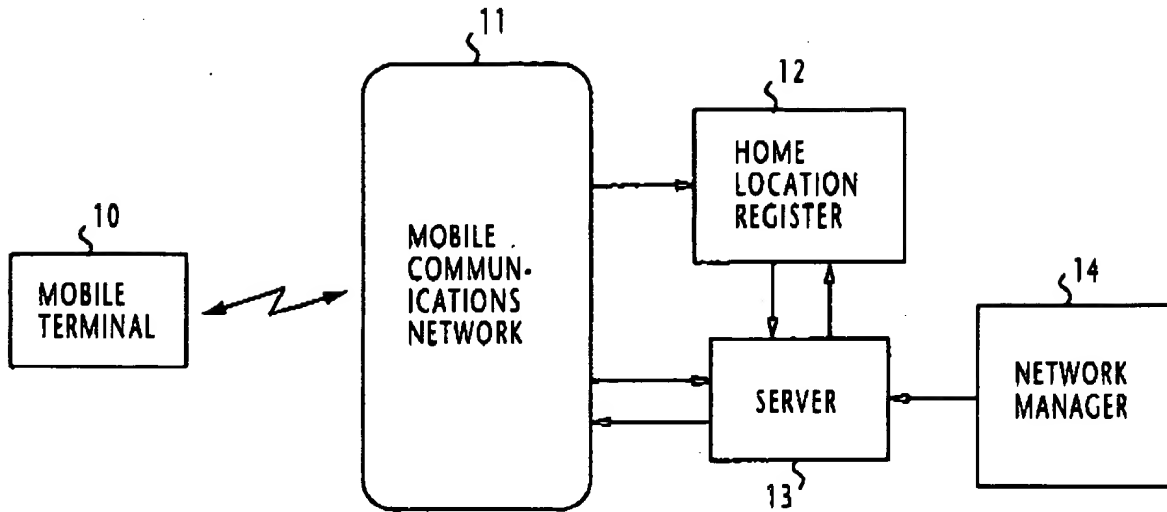 11
12
HOME
LOCATION
REGISTER
10
MOBILE
TERMINAL
MOBILE
COMMUN-
ICATIONS
NETWORK
14
SERVER
NETWORK
MANAGER
13